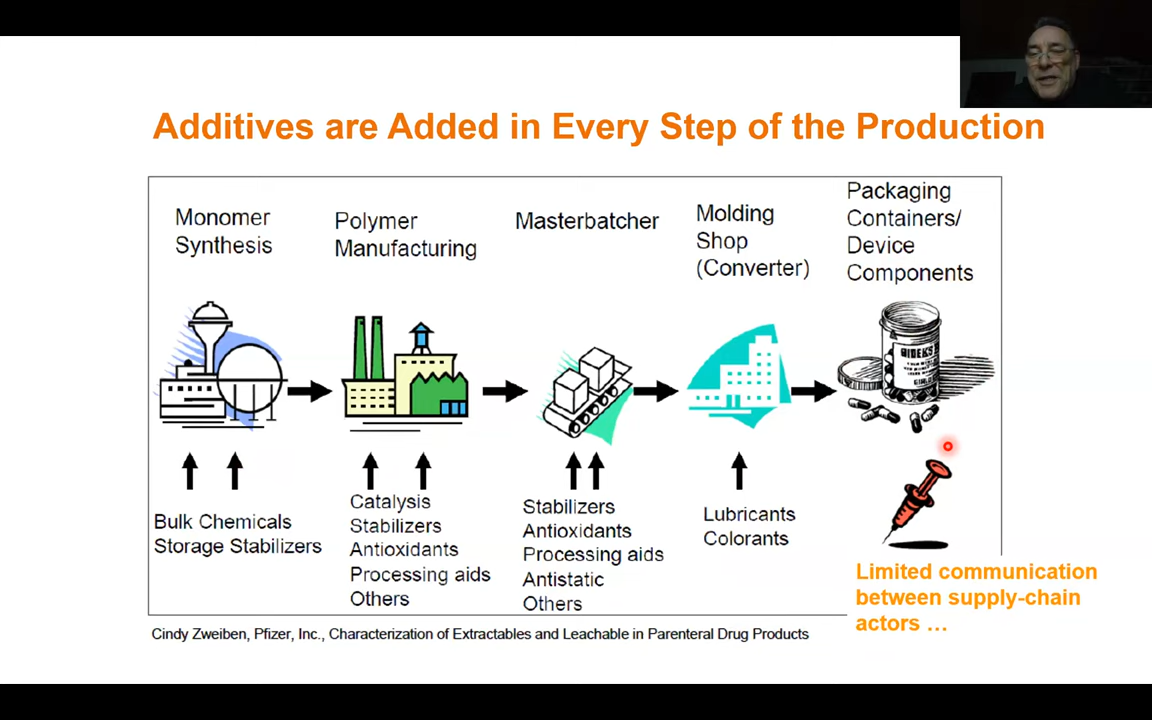 Additives are Added in Every Step of the Production
Monomer
Synthesis
Polymer
Manufacturing
Masterbatcher
Molding
Shop
(Converter)
Packaging
Containers/
Device
Components
Bulk Chemicals
Storage Stabilizers
Catalysis
Stabilizers
Antioxidants
Processing aids
Others
Stabilizers
Antioxidants
Processing aids
Antistatic
Others
Lubricants
Colorants
Limited communication
between supply-chain
actors …
Cindy Zweiben, Pfizer, Inc., Characterization of Extractables and Leachable in Parenteral Drug Products